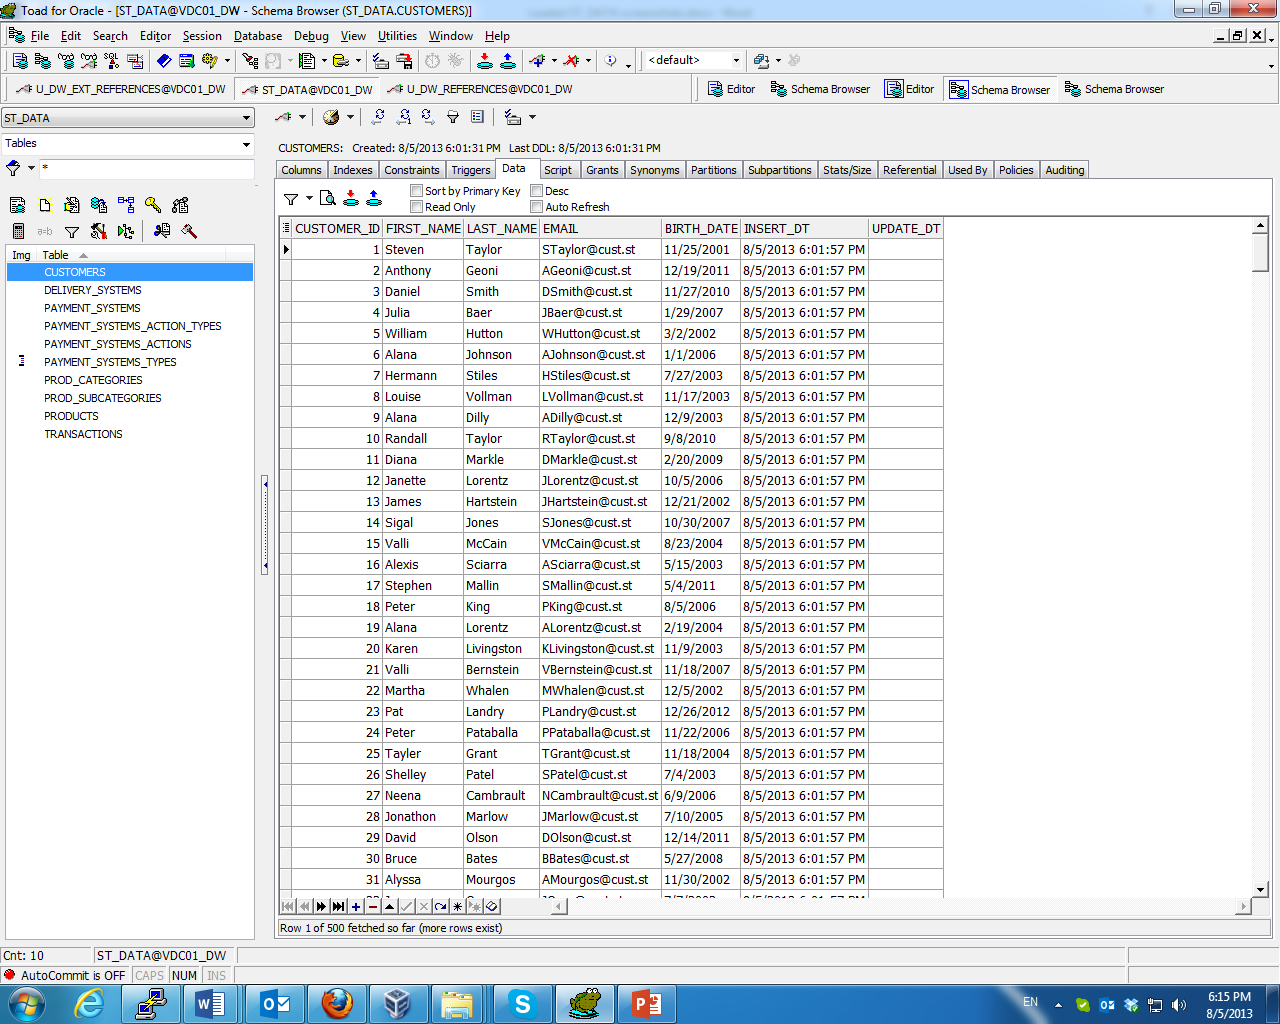 Toad for Oracle - [ST_DATA@VDC01_DW - Schema Browser (ST_DATA.CUSTOMERS)]
File Edit Search Editor Session Database Debug View Utilities Window Help
<default>
U_DW_EXT_REFERENCES@VDC01_DW ST_DATA@VDC01_DW U_DW_REFERENCES@VDC01_DW Editor Schema Browser Editor Schema Browser Schema Browser
ST_DATA
Tables
*
Img Table
CUSTOMERS
DELIVERY_SYSTEMS
PAYMENT_SYSTEMS
PAYMENT_SYSTEMS_ACTION_TYPES
PAYMENT_SYSTEMS_ACTIONS
PAYMENT_SYSTEMS_TYPES
PROD_CATEGORIES
PROD_SUBCATEGORIES
PRODUCTS
TRANSACTIONS
CUSTOMERS: Created: 8/5/2013 6:01:31 PM Last DDL: 8/5/2013 6:01:31 PM
Columns Indexes Constraints Triggers Data Script Grants Synonyms Partitions Subpartitions Stats/Size Referential Used By Policies Auditing
Sort by Primary Key Desc
Read Only Auto Refresh
CUSTOMER_ID FIRST_NAME LAST_NAME EMAIL BIRTH_DATE INSERT_DT UPDATE_DT
1 Steven Taylor STaylor@cust.st 11/25/2001 8/5/2013 6:01:57 PM
2 Anthony Geoni AGeoni@cust.st 12/19/2011 8/5/2013 6:01:57 PM
3 Daniel Smith DSmith@cust.st 11/27/2010 8/5/2013 6:01:57 PM
4 Julia Baer JBaer@cust.st 1/29/2007 8/5/2013 6:01:57 PM
5 William Hutton WHutton@cust.st 3/2/2002 8/5/2013 6:01:57 PM
6 Alana Johnson AJohnson@cust.st 1/1/2006 8/5/2013 6:01:57 PM
7 Hermann Stiles HStiles@cust.st 7/27/2003 8/5/2013 6:01:57 PM
8 Louise Vollman LVollman@cust.st 11/17/2003 8/5/2013 6:01:57 PM
9 Alana Dilly ADilly@cust.st 12/9/2003 8/5/2013 6:01:57 PM
10 Randall Taylor RTaylor@cust.st 9/8/2010 8/5/2013 6:01:57 PM
11 Diana Markle DMarkle@cust.st 2/20/2009 8/5/2013 6:01:57 PM
12 Janette Lorentz JLorentz@cust.st 10/5/2006 8/5/2013 6:01:57 PM
13 James Hartstein JHartstein@cust.st 12/21/2002 8/5/2013 6:01:57 PM
14 Sigal Jones SJones@cust.st 10/30/2007 8/5/2013 6:01:57 PM
15 Valli McCain VMcCain@cust.st 8/23/2004 8/5/2013 6:01:57 PM
16 Alexis Sciarra ASciarra@cust.st 5/15/2003 8/5/2013 6:01:57 PM
17 Stephen Mallin SMallin@cust.st 5/4/2011 8/5/2013 6:01:57 PM
18 Peter King PKing@cust.st 8/5/2006 8/5/2013 6:01:57 PM
19 Alana Lorentz ALorentz@cust.st 2/19/2004 8/5/2013 6:01:57 PM
20 Karen Livingston KLivingston@cust.st 11/9/2003 8/5/2013 6:01:57 PM
21 Valli Bernstein VBernstein@cust.st 11/18/2007 8/5/2013 6:01:57 PM
22 Martha Whalen MWhalen@cust.st 12/5/2002 8/5/2013 6:01:57 PM
23 Pat Landry PLandry@cust.st 12/26/2012 8/5/2013 6:01:57 PM
24 Peter Pataballa PPataballa@cust.st 11/22/2006 8/5/2013 6:01:57 PM
25 Tayler Grant TGrant@cust.st 11/18/2004 8/5/2013 6:01:57 PM
26 Shelley Patel SPatel@cust.st 7/4/2003 8/5/2013 6:01:57 PM
27 Neena Cambrault NCambrault@cust.st 6/9/2006 8/5/2013 6:01:57 PM
28 Jonathon Marlow JMarlow@cust.st 7/10/2005 8/5/2013 6:01:57 PM
29 David Olson DOlson@cust.st 12/14/2011 8/5/2013 6:01:57 PM
30 Bruce Bates BBates@cust.st 5/27/2008 8/5/2013 6:01:57 PM
31 Alyssa Mourgos AMourgos@cust.st 11/30/2002 8/5/2013 6:01:57 PM
Row 1 of 500 fetched so far (more rows exist)
Cnt: 10 ST_DATA@VDC01_DW
AutoCommit is OFF CAPS NUM INS
EN 6:15 PM
8/5/2013